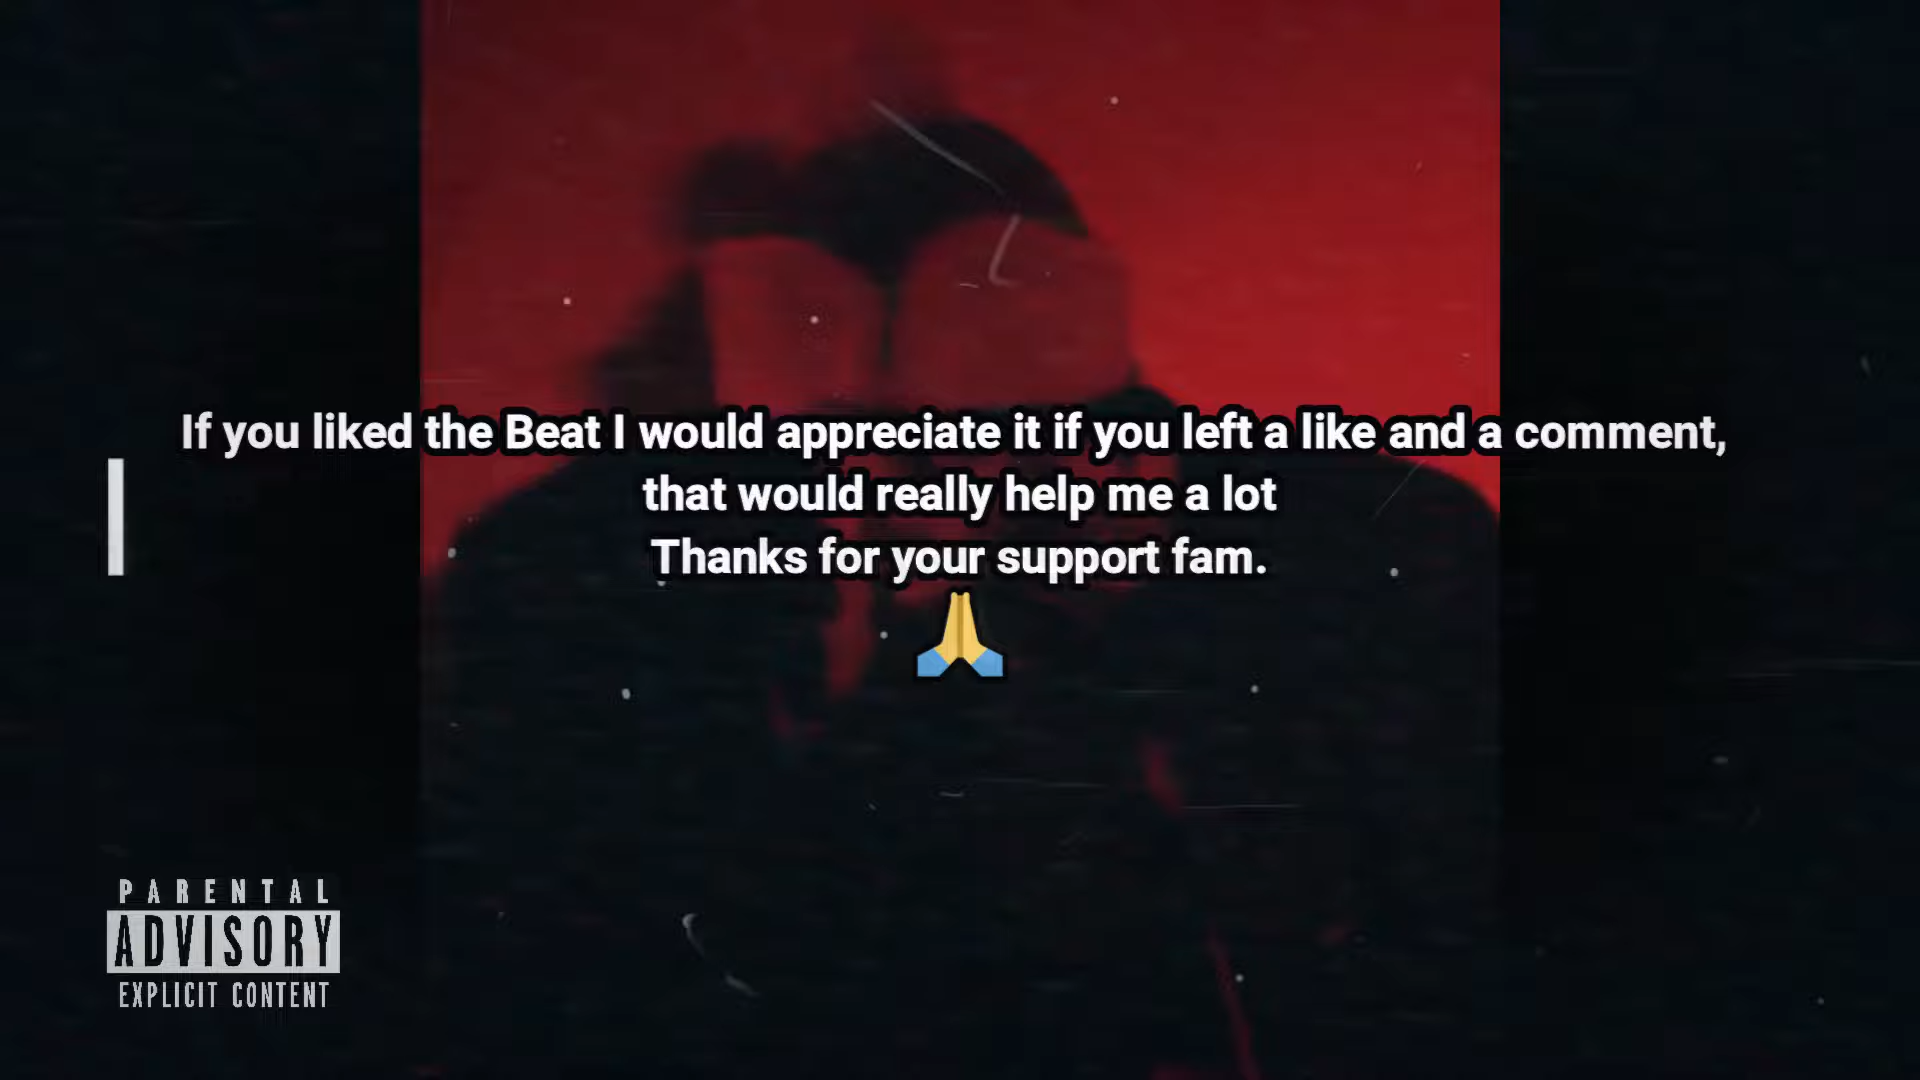 If you liked the Beat I would appreciate it if you left a like and a comment,
that would really help me a lot
Thanks for your support fam.
🙏
PARENTAL
ADVISORY
EXPLICIT CONTENT